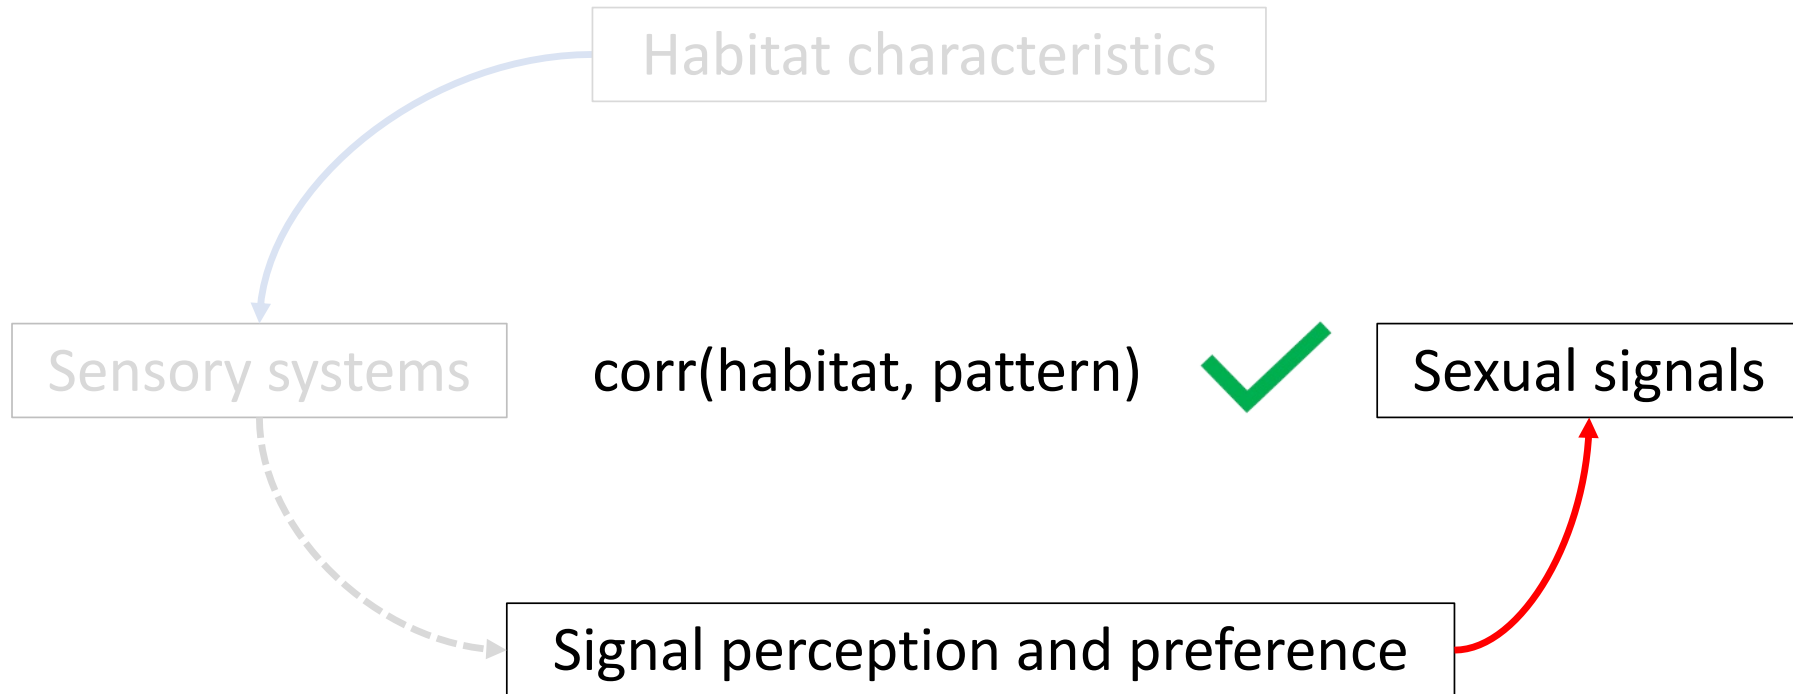 Habitat characteristics
Sensory systems
corr(habitat, pattern)
Sexual signals
Signal perception and preference